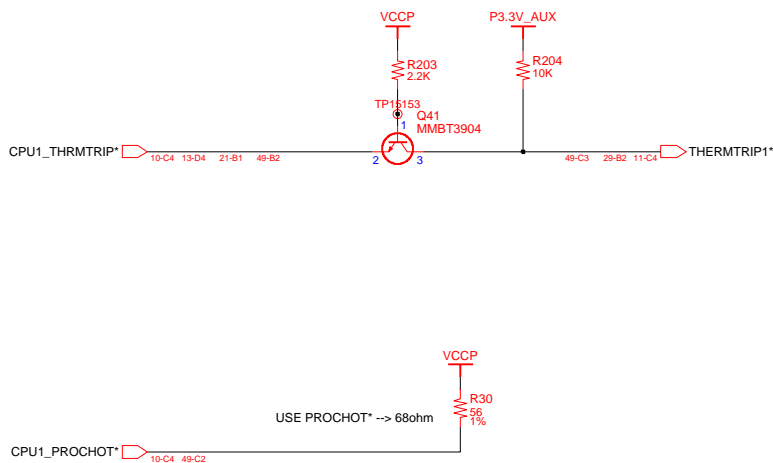 VCCP
P3.3V_AUX
R203
2.2K
R204
10K
TP15153
1
Q41
MMBT3904
CPU1_THRMTRIP*
10-C4 13-D4 21-B1 49-B2
2
3
49-C3 29-B2 11-C4
THERMTRIP1*
VCCP
R30
56
1%
USE PROCHOT* --> 68ohm
CPU1_PROCHOT*
10-C4 49-C2